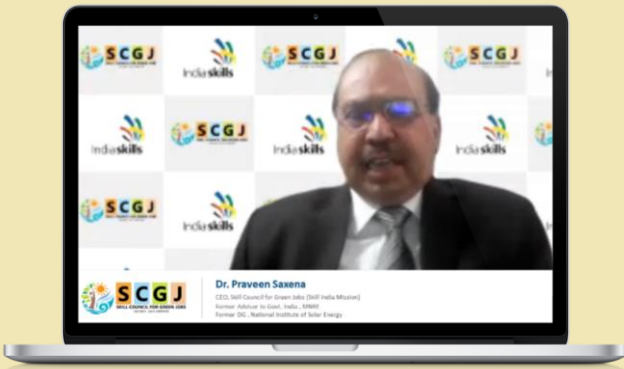 SCGJ
Indiaskills
SCGJ
Indiaskills
SCGJ
Indiaskills
SCGJ
Indiaskills
Indiaskills
SCGJ
Indiaskills
Indiaskills
SCGJ
SKILL COUNCIL FOR GREEN JOBS
Dr. Praveen Saxena
CEO, Skill Council for Green Jobs (Skill India Mission)
Former Advisor to Govt. India, MNRE
Former DG, National Institute of Solar Energy